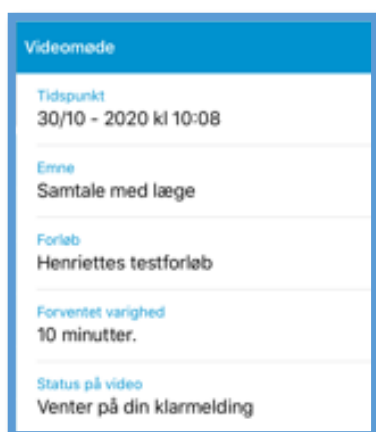 Videomøde
Tidspunkt
30/10 - 2020 kl 10:08
Emne
Samtale med læge
Forløb
Henriettes testforløb
Forventet varighed
10 minutter.
Status på video
Venter på din klarmelding